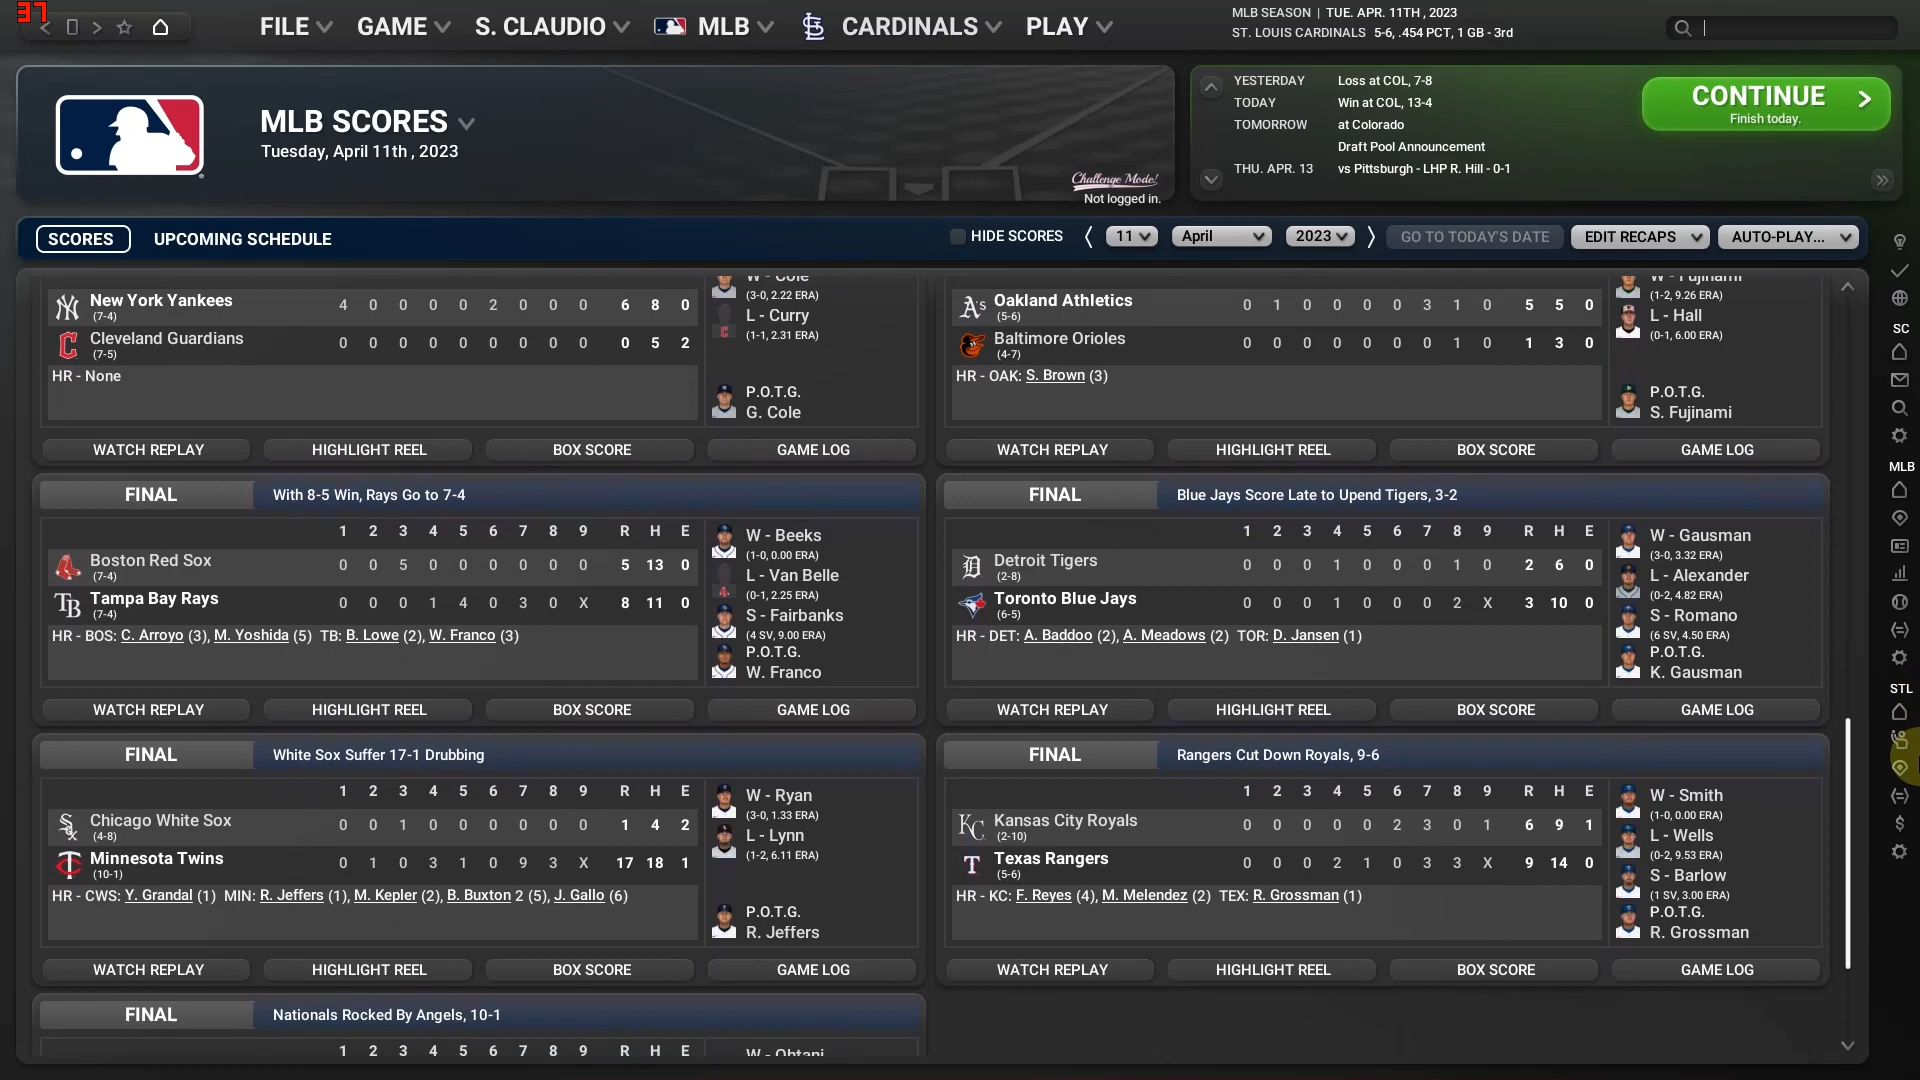 37
FILE GAME S. CLAUDIO MLB CARDINALS PLAY
MLB SEASON | TUE. APR. 11TH , 2023
ST. LOUIS CARDINALS 5-6, .454 PCT, 1 GB - 3rd
MLB SCORES
Tuesday, April 11th , 2023
Challenge Mode!
Not logged in.
YESTERDAY Loss at COL, 7-8
TODAY Win at COL, 13-4
TOMORROW at Colorado
Draft Pool Announcement
THU. APR. 13 vs Pittsburgh - LHP R. Hill - 0-1
CONTINUE
Finish today.
SCORES UPCOMING SCHEDULE HIDE SCORES 11 April 2023 GO TO TODAY'S DATE EDIT RECAPS AUTO-PLAY...
W - Cole
(3-0, 2.22 ERA)
New York Yankees 4 0 0 0 0 2 0 0 0 6 8 0
(7-4)
L - Curry
(1-1, 2.31 ERA)
Cleveland Guardians 0 0 0 0 0 0 0 0 0 0 5 2
(7-5)
HR - None
P.O.T.G.
G. Cole
WATCH REPLAY HIGHLIGHT REEL BOX SCORE GAME LOG
W - Fujinami
(1-2, 9.26 ERA)
Oakland Athletics 0 1 0 0 0 0 3 1 0 5 5 0
(5-6)
L - Hall
(0-1, 6.00 ERA)
Baltimore Orioles 0 0 0 0 0 0 0 1 0 1 3 0
(4-7)
HR - OAK: S. Brown (3)
P.O.T.G.
S. Fujinami
WATCH REPLAY HIGHLIGHT REEL BOX SCORE GAME LOG
FINAL With 8-5 Win, Rays Go to 7-4
1 2 3 4 5 6 7 8 9 R H E
Boston Red Sox 0 0 5 0 0 0 0 0 0 5 13 0
(7-4)
Tampa Bay Rays 0 0 0 1 4 0 3 0 X 8 11 0
(7-4)
HR - BOS: C. Arroyo (3), M. Yoshida (5) TB: B. Lowe (2), W. Franco (3)
W - Beeks
(1-0, 0.00 ERA)
L - Van Belle
(0-1, 2.25 ERA)
S - Fairbanks
(4 SV, 9.00 ERA)
P.O.T.G.
W. Franco
WATCH REPLAY HIGHLIGHT REEL BOX SCORE GAME LOG
FINAL Blue Jays Score Late to Upend Tigers, 3-2
1 2 3 4 5 6 7 8 9 R H E
Detroit Tigers 0 0 0 1 0 0 0 1 0 2 6 0
(2-8)
Toronto Blue Jays 0 0 0 1 0 0 0 2 X 3 10 0
(6-5)
HR - DET: A. Baddoo (2), A. Meadows (2) TOR: D. Jansen (1)
W - Gausman
(3-0, 3.32 ERA)
L - Alexander
(0-2, 4.82 ERA)
S - Romano
(6 SV, 4.50 ERA)
P.O.T.G.
K. Gausman
WATCH REPLAY HIGHLIGHT REEL BOX SCORE GAME LOG
FINAL White Sox Suffer 17-1 Drubbing
1 2 3 4 5 6 7 8 9 R H E
Chicago White Sox 0 0 1 0 0 0 0 0 0 1 4 2
(4-8)
Minnesota Twins 0 1 0 3 1 0 9 3 X 17 18 1
(10-1)
HR - CWS: Y. Grandal (1) MIN: R. Jeffers (1), M. Kepler (2), B. Buxton 2 (5), J. Gallo (6)
W - Ryan
(3-0, 1.33 ERA)
L - Lynn
(1-2, 6.11 ERA)
P.O.T.G.
R. Jeffers
WATCH REPLAY HIGHLIGHT REEL BOX SCORE GAME LOG
FINAL Rangers Cut Down Royals, 9-6
1 2 3 4 5 6 7 8 9 R H E
Kansas City Royals 0 0 0 0 0 2 3 0 1 6 9 1
(2-10)
Texas Rangers 0 0 0 2 1 0 3 3 X 9 14 0
(5-6)
HR - KC: F. Reyes (4), M. Melendez (2) TEX: R. Grossman (1)
W - Smith
(1-0, 0.00 ERA)
L - Wells
(0-2, 9.53 ERA)
S - Barlow
(1 SV, 3.00 ERA)
P.O.T.G.
R. Grossman
WATCH REPLAY HIGHLIGHT REEL BOX SCORE GAME LOG
FINAL Nationals Rocked By Angels, 10-1
1 2 3 4 5 6 7 8 9 R H E
W - Ohtani
SC
MLB
STL